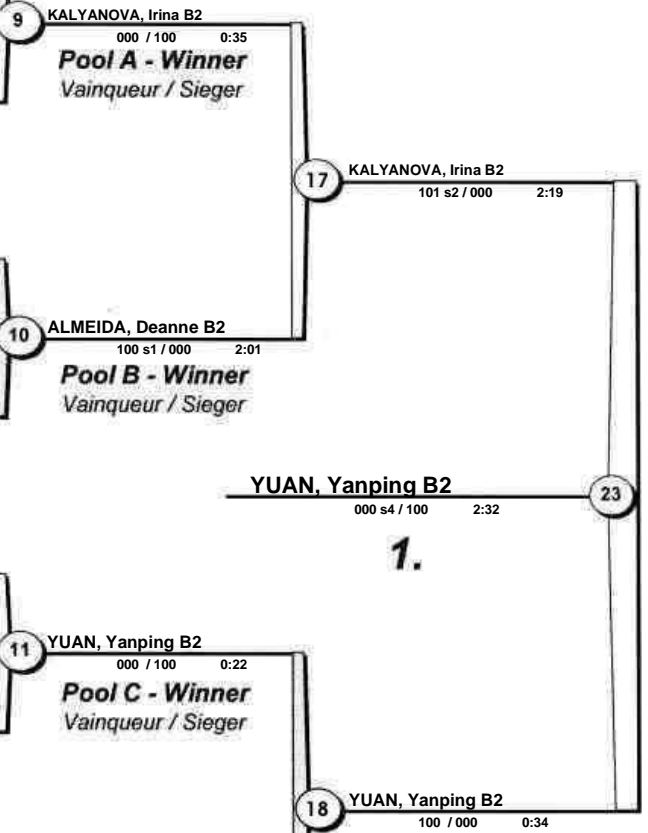 9 KALYANOVA, Irina B2
000 / 100 0:35
Pool A - Winner
Vainqueur / Sieger
17 KALYANOVA, Irina B2
101 s2 / 000 2:19
10 ALMEIDA, Deanne B2
100 s1 / 000 2:01
Pool B - Winner
Vainqueur / Sieger
YUAN, Yanping B2 23
000 s4 / 100 2:32
1.
11 YUAN, Yanping B2
000 / 100 0:22
Pool C - Winner
Vainqueur / Sieger
18 YUAN, Yanping B2
100 / 000 0:34